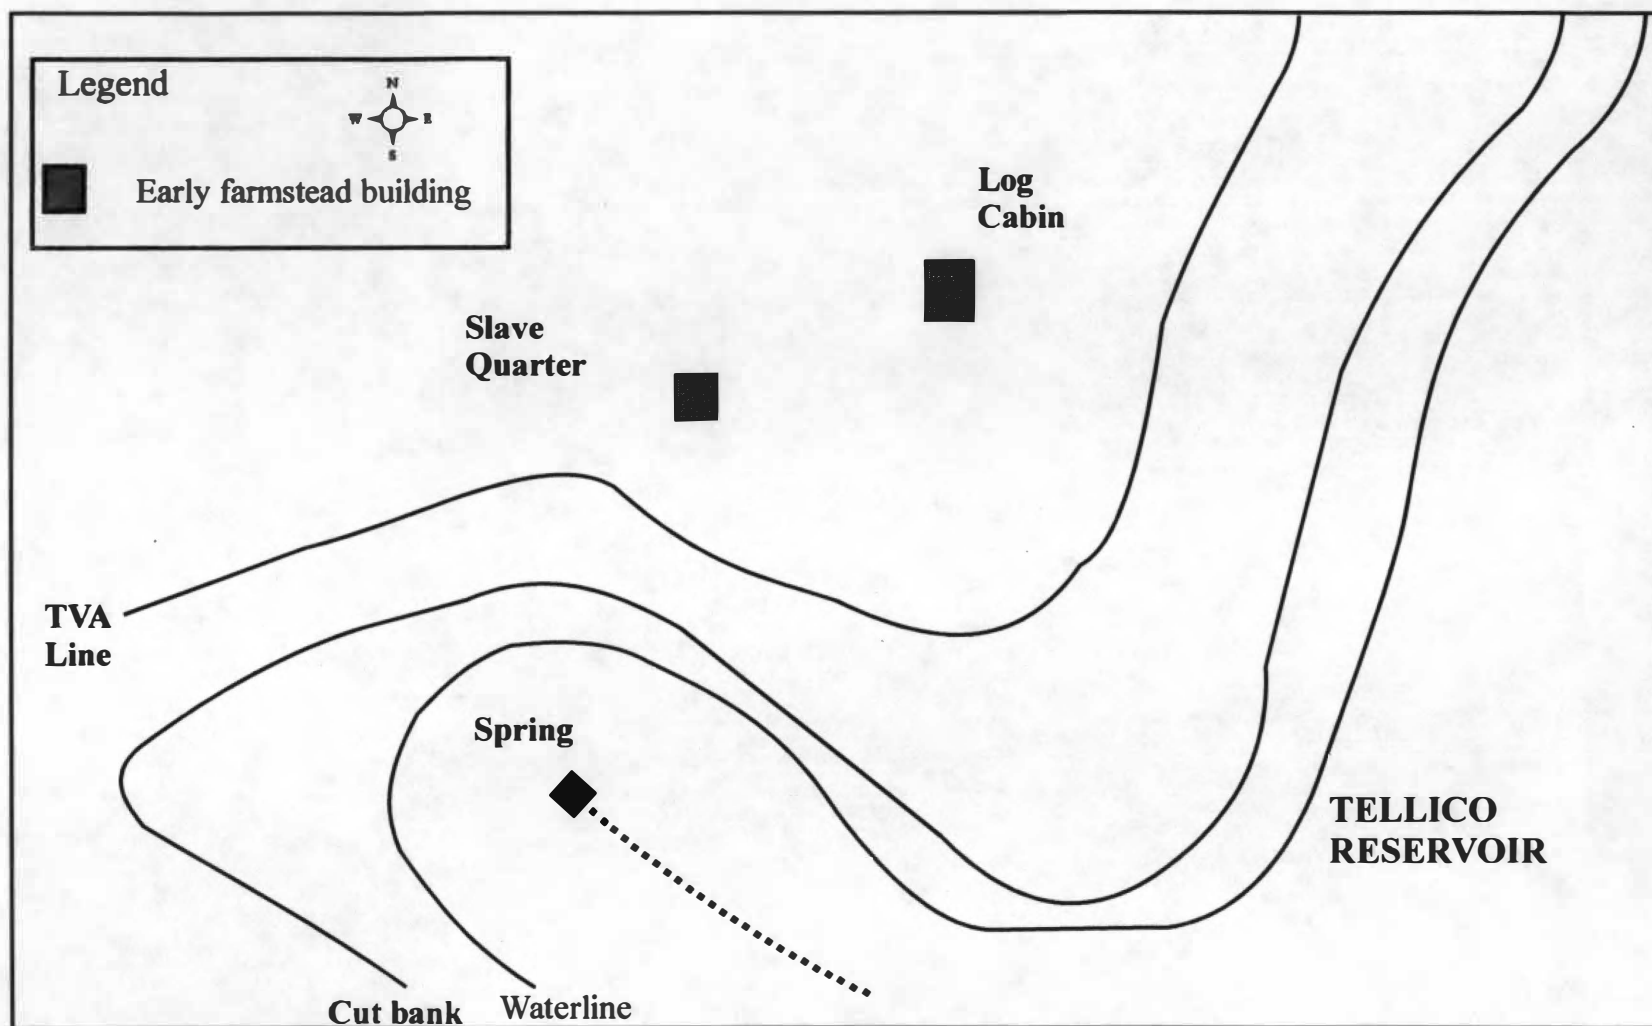 Legend
N
W E
S
Early farmstead building
Log
Cabin
Slave
Quarter
TVA
Line
Spring
TELLICO
RESERVOIR
Cut bank
Waterline